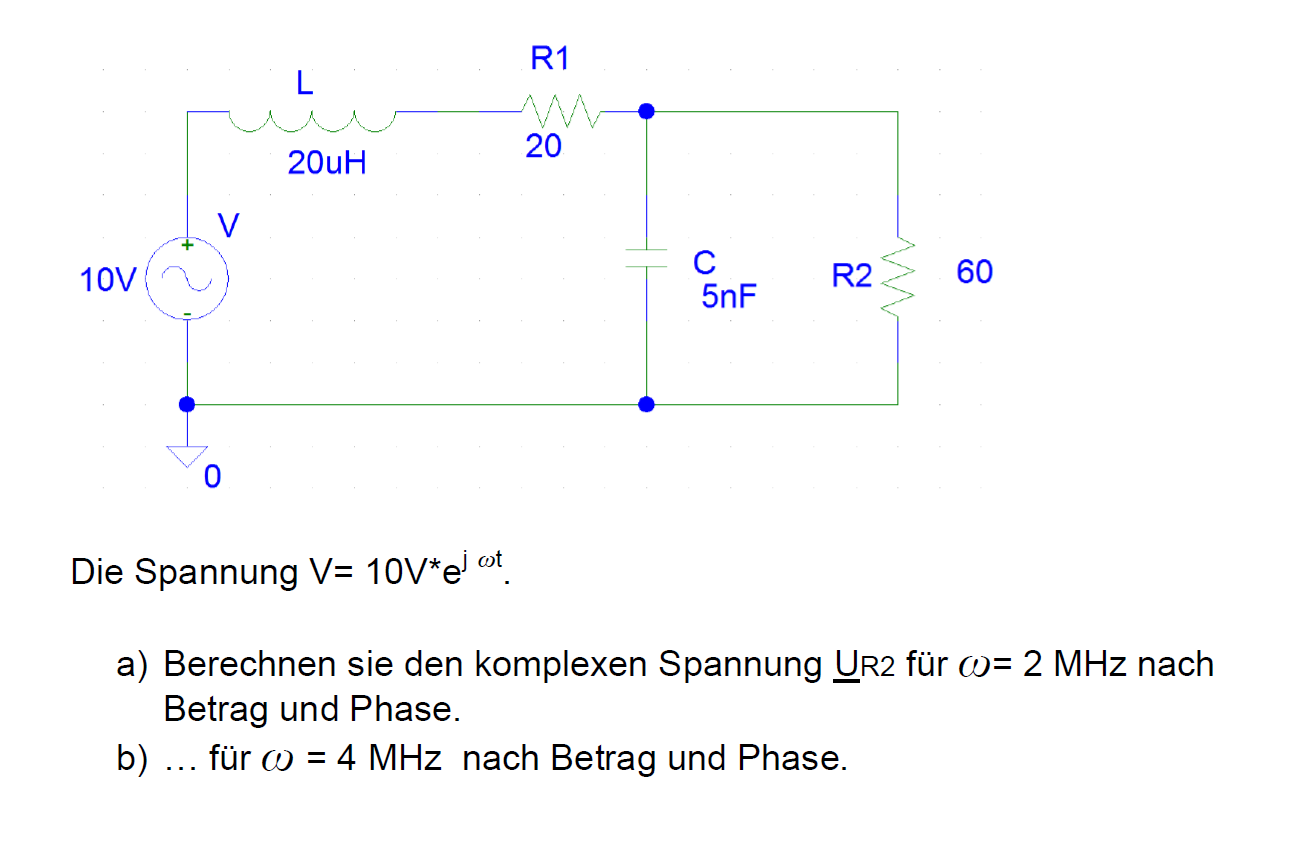 R1
L
20
20uH
V
10V
+
-
C
5nF
R2
60
0
Die Spannung V= 10V*e^j ωt.
a) Berechnen sie den komplexen Spannung UR2 für ω= 2 MHz nach
Betrag und Phase.
b) … für ω = 4 MHz nach Betrag und Phase.